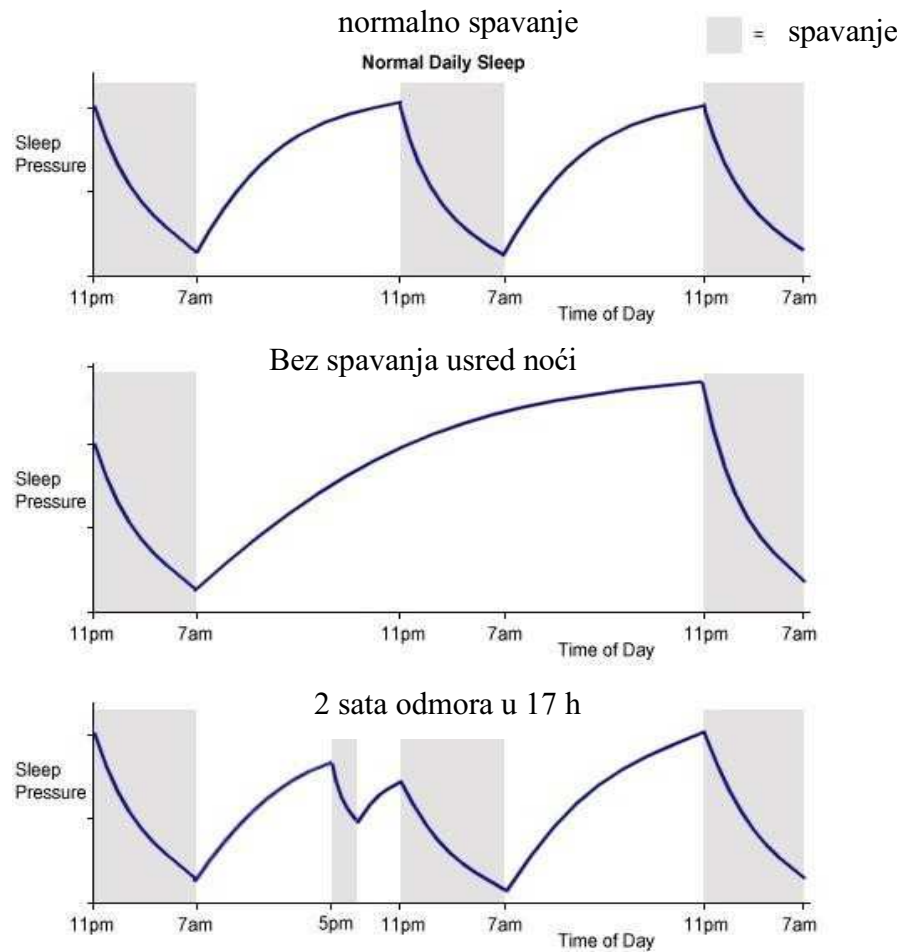 normalno spavanje
= spavanje
Normal Daily Sleep
Sleep
Pressure
11pm 7am 11pm 7am 11pm 7am
Time of Day
Bez spavanja usred noći
Sleep
Pressure
11pm 7am 11pm 7am 11pm 7am
Time of Day
2 sata odmora u 17 h
Sleep
Pressure
11pm 7am 5pm 11pm 7am 11pm 7am
Time of Day